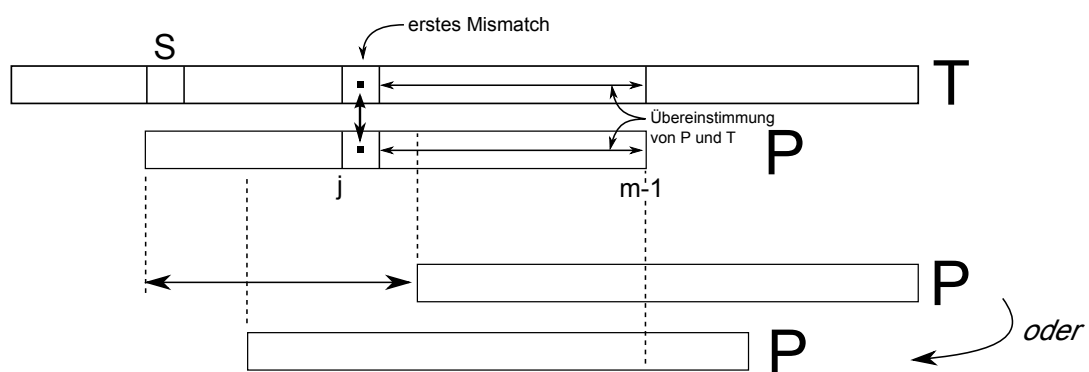 erstes Mismatch
S
T
Übereinstimmung
von P und T
P
j
m-1
P
oder
P